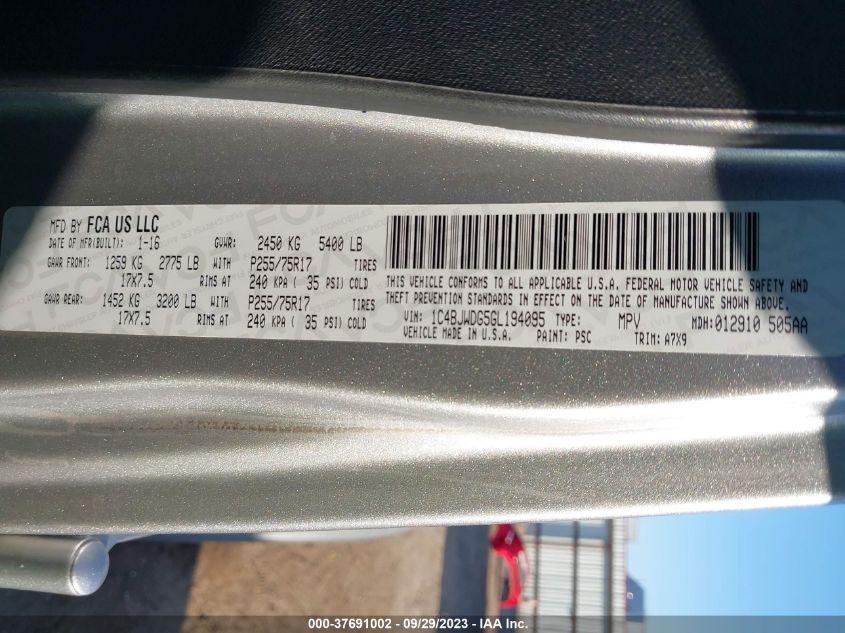 MFD BY FCA US LLC
DATE OF MFR(BUILT): 1-16 GVWR: 2450 KG 5400 LB
GAWR FRONT: 1259 KG 2775 LB WITH P255/75R17 TIRES
17X7.5 RIMS AT 240 KPA ( 35 PSI) COLD
GAWR REAR: 1452 KG 3200 LB WITH P255/75R17 TIRES
17X7.5 RIMS AT 240 KPA ( 35 PSI) COLD
THIS VEHICLE CONFORMS TO ALL APPLICABLE U.S.A. FEDERAL MOTOR VEHICLE SAFETY AND
THEFT PREVENTION STANDARDS IN EFFECT ON THE DATE OF MANUFACTURE SHOWN ABOVE.
VIN: 1C4BJWDG5GL194095 TYPE: MPV MDH: 012910 505AA
VEHICLE MADE IN U.S.A. PAINT: PSC TRIM: A7X9
000-37691002 / 09/29/2023 - IAA Inc.